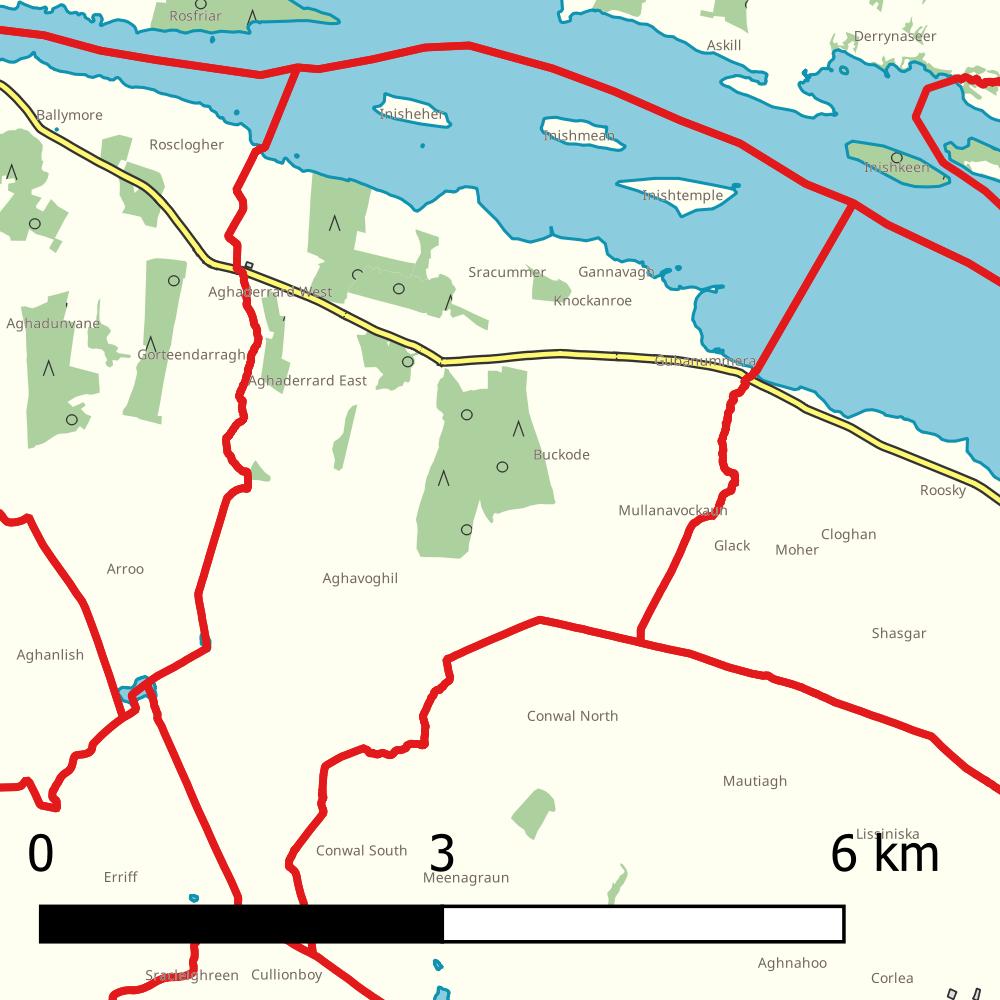 Rosfriar
Derrynaseer
Askill
Ballymore
Inisheher
Inishmean
Rosclogher
Inishkeen
Inishtemple
Sracummer
Gannavagh
Aghaderrard West
Knockanroe
Aghadunvane
Gorteendarragh
Gubanummera
Aghaderrard East
Buckode
Roosky
Mullanavockaun
Cloghan
Glack
Moher
Arroo
Aghavoghil
Shasgar
Aghanlish
Conwal North
Mautiagh
Lissiniska
0 3 6 km
Conwal South
Erriff
Meenagraun
Aghnahoo
Sracleighreen
Cullionboy
Corlea